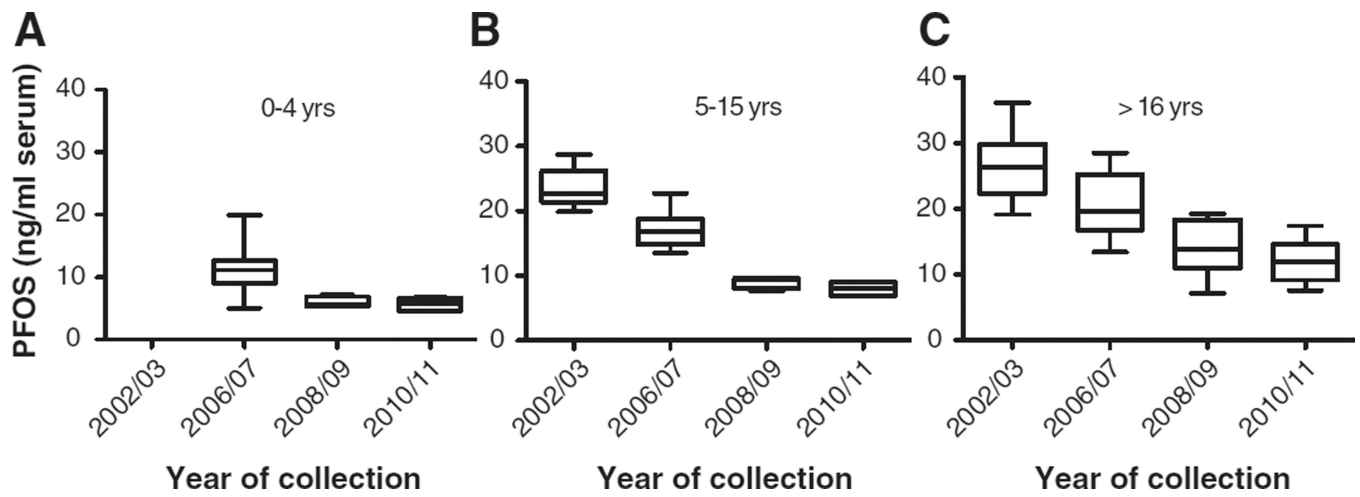 A
PFOS (ng/ml serum)
40
30
20
10
0
0-4 yrs
2002/03
2006/07
2008/09
2010/11
Year of collection
B
40
30
20
10
0
5-15 yrs
2002/03
2006/07
2008/09
2010/11
Year of collection
C
40
30
20
10
0
> 16 yrs
2002/03
2006/07
2008/09
2010/11
Year of collection